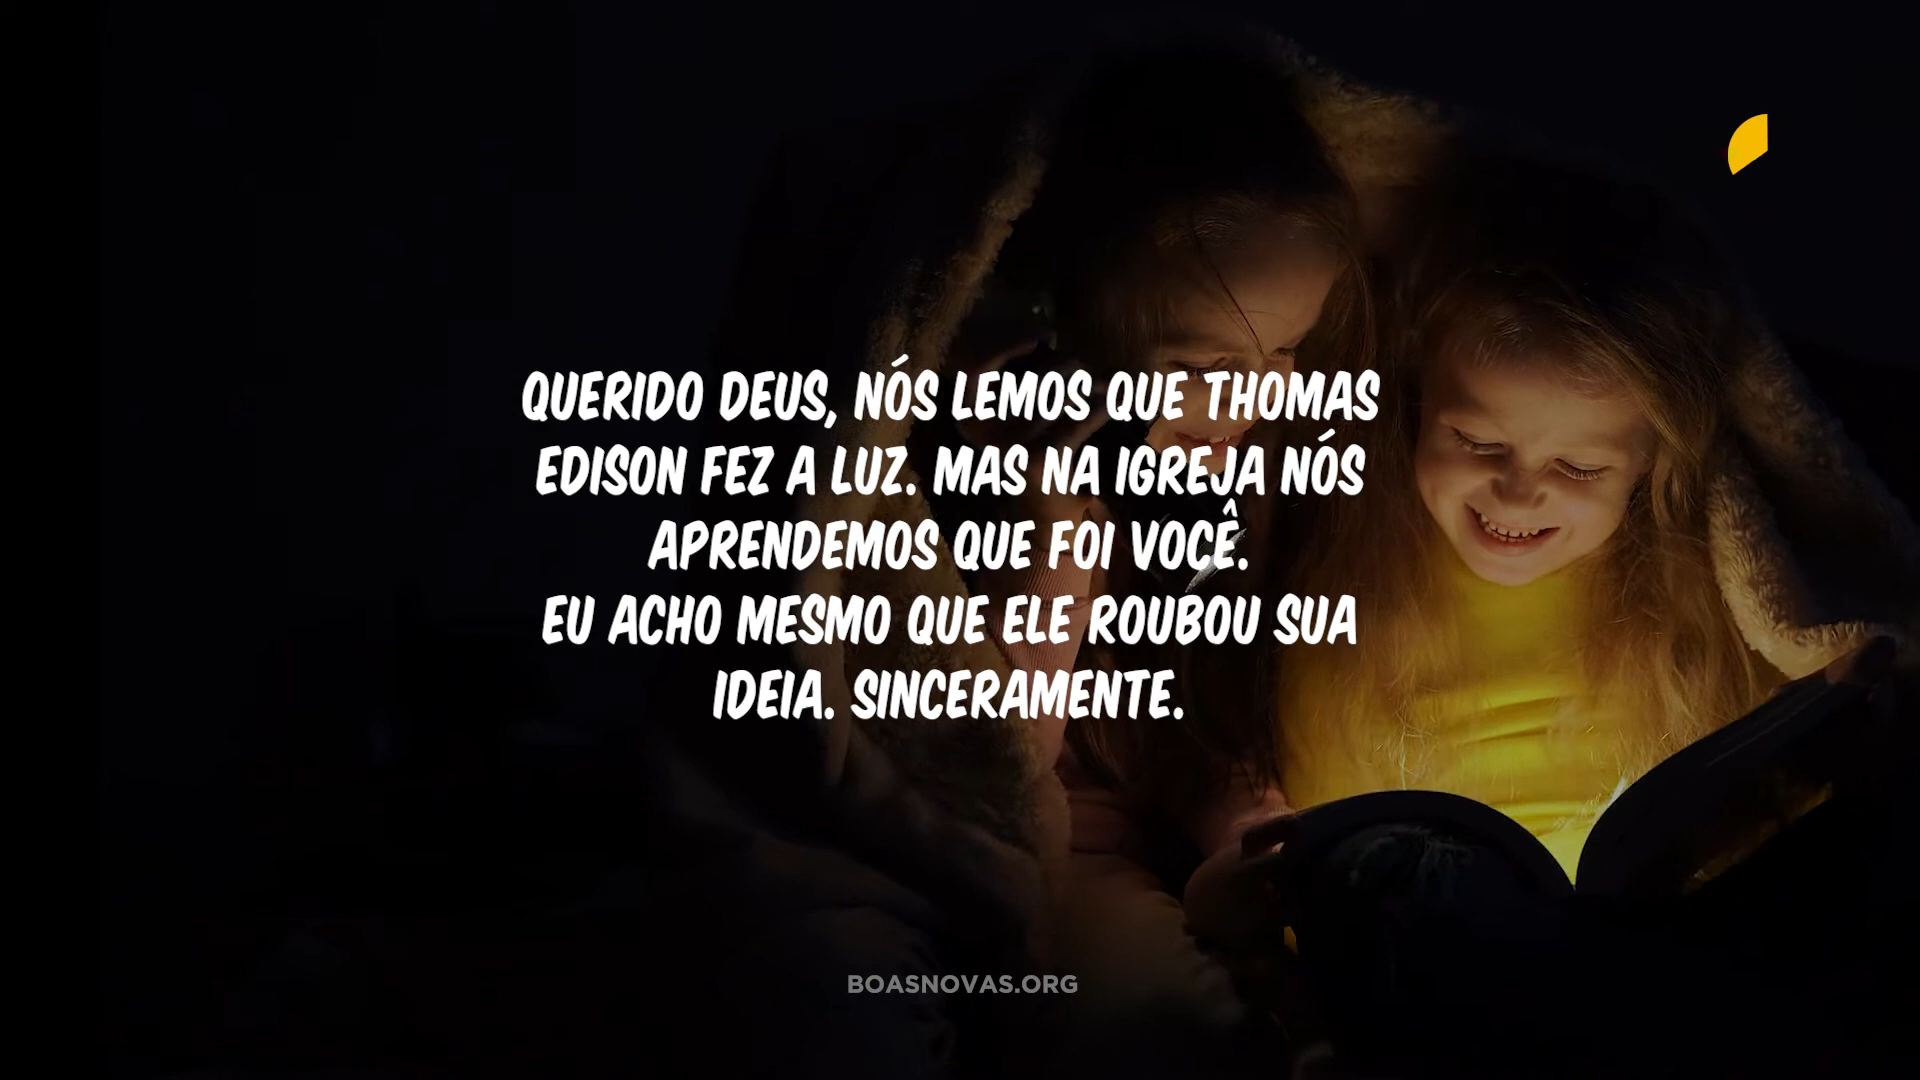 QUERIDO DEUS, NÓS LEMOS QUE THOMAS
EDISON FEZ A LUZ. MAS NA IGREJA NÓS
APRENDEMOS QUE FOI VOCÊ.
EU ACHO MESMO QUE ELE ROUBOU SUA
IDEIA. SINCERAMENTE.
BOASNOVAS.ORG